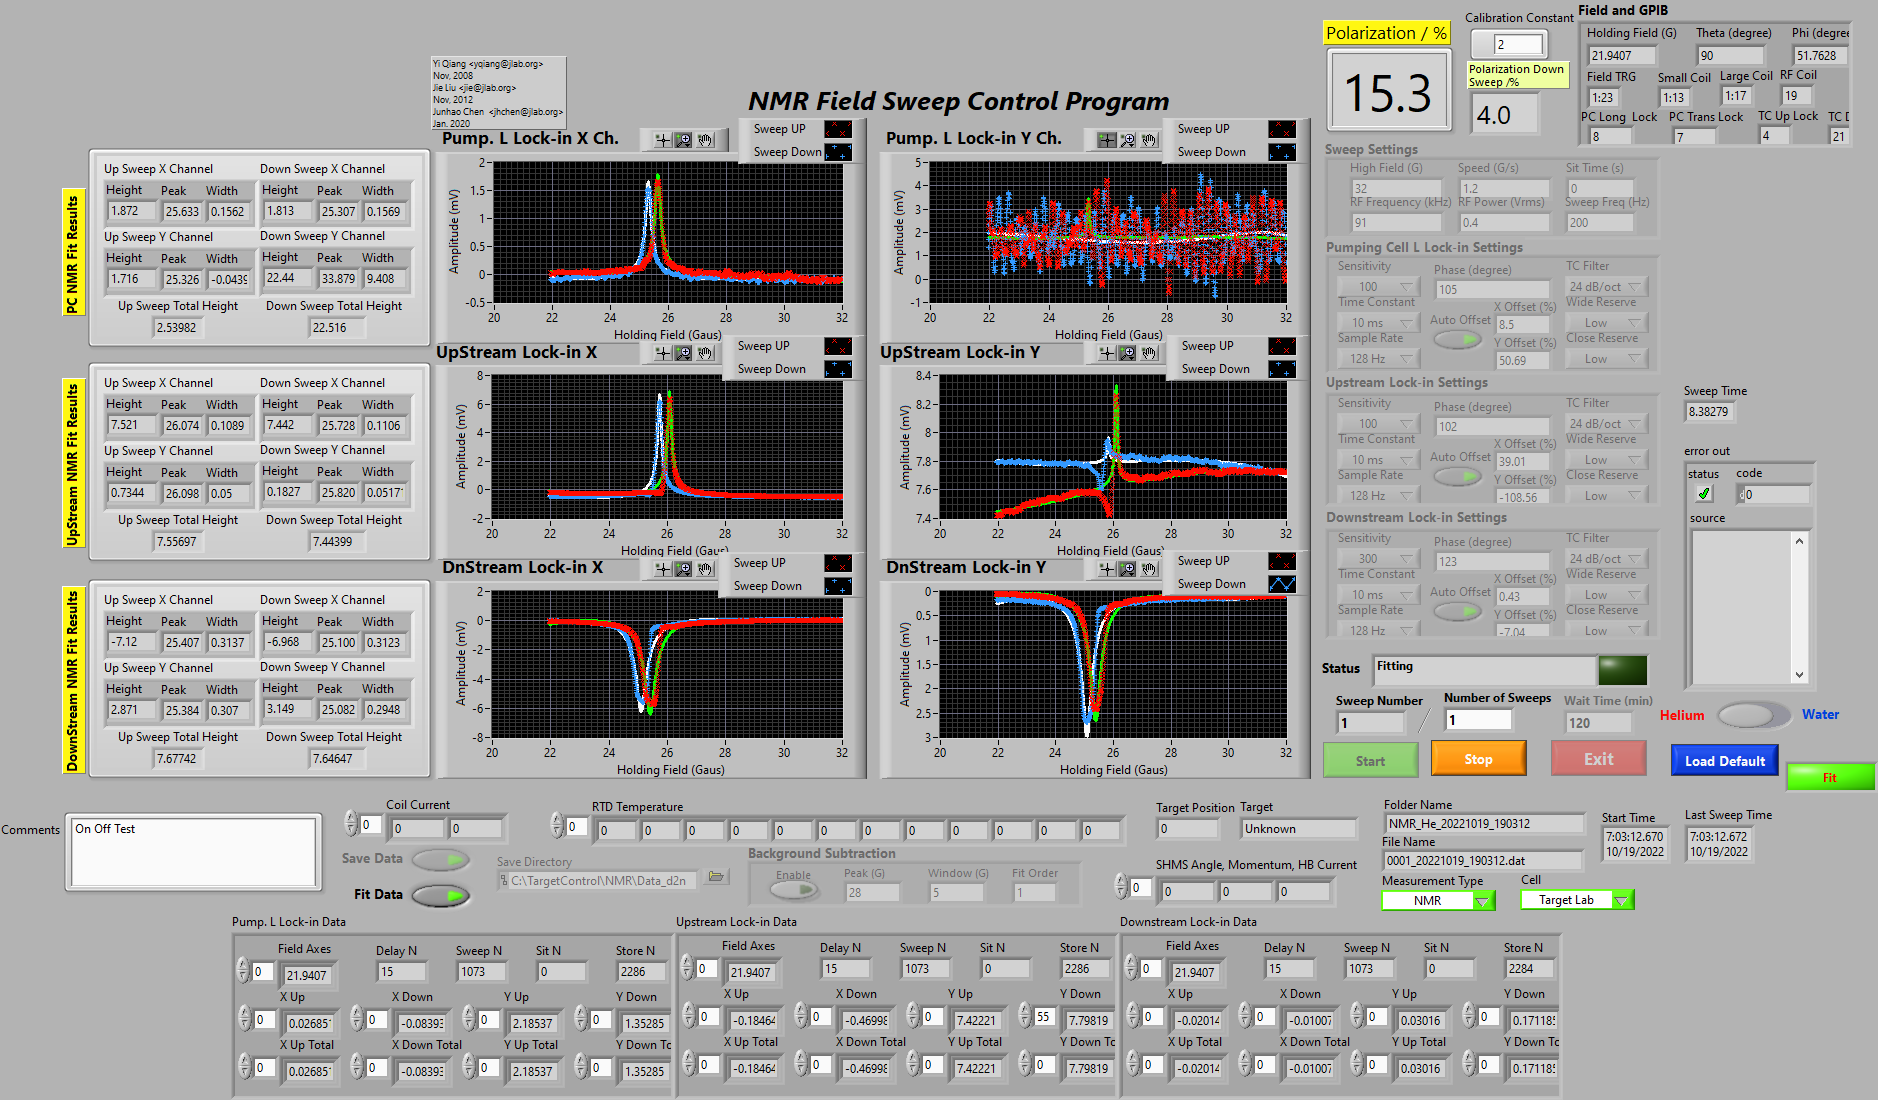 Yi Qiang <yqiang@jlab.org>
Nov, 2008
Jie Liu <jie@jlab.org>
Nov, 2012
Junhao Chen <jhchen@jlab.org>
Jan. 2020
NMR Field Sweep Control Program
Polarization / %
15.3
Calibration Constant
2
Polarization Down
Sweep /%
4.0
Field and GPIB
Holding Field (G) Theta (degree) Phi (degree
21.9407 90 51.7628
Field TRG Small Coil Large Coil RF Coil
1:23 1:13 1:17 19
PC Long Lock PC Trans Lock TC Up Lock TC D
8 7 4 21
PC NMR Fit Results
Up Sweep X Channel Down Sweep X Channel
Height Peak Width Height Peak Width
1.872 25.633 0.1562 1.813 25.307 0.1569
Up Sweep Y Channel Down Sweep Y Channel
Height Peak Width Height Peak Width
1.716 25.326 -0.0439 22.44 33.879 9.408
Up Sweep Total Height Down Sweep Total Height
2.53982 22.516
UpStream NMR Fit Results
Up Sweep X Channel Down Sweep X Channel
Height Peak Width Height Peak Width
7.521 26.074 0.1089 7.442 25.728 0.1106
Up Sweep Y Channel Down Sweep Y Channel
Height Peak Width Height Peak Width
0.7344 26.098 0.05 0.1827 25.820 0.0517
Up Sweep Total Height Down Sweep Total Height
7.55697 7.44399
DownStream NMR Fit Results
Up Sweep X Channel Down Sweep X Channel
Height Peak Width Height Peak Width
-7.12 25.407 0.3137 -6.968 25.100 0.3123
Up Sweep Y Channel Down Sweep Y Channel
Height Peak Width Height Peak Width
2.871 25.384 0.307 3.149 25.082 0.2948
Up Sweep Total Height Down Sweep Total Height
7.67742 7.64647
Pump. L Lock-in X Ch.
Sweep UP
Sweep Down
Amplitude (mV)
2
1.5
1
0.5
0
-0.5
20 22 24 26 28 30 32
Holding Field (Gaus)
Pump. L Lock-in Y Ch.
Sweep UP
Sweep Down
Amplitude (mV)
5
4
3
2
1
0
-1
20 22 24 26 28 30 32
Holding Field (Gaus)
UpStream Lock-in X
Sweep UP
Sweep Down
Amplitude (mV)
8
6
4
2
0
-2
20 22 24 26 28 30 32
Holding Field (Gaus)
UpStream Lock-in Y
Sweep UP
Sweep Down
Amplitude (mV)
8.4
8.2
8
7.8
7.6
7.4
20 22 24 26 28 30 32
Holding Field (Gaus)
DnStream Lock-in X
Sweep UP
Sweep Down
Amplitude (mV)
2
0
-2
-4
-6
-8
20 22 24 26 28 30 32
Holding Field (Gaus)
DnStream Lock-in Y
Sweep UP
Sweep Down
Amplitude (mV)
0
0.5
1
1.5
2
2.5
3
20 22 24 26 28 30 32
Holding Field (Gaus)
Sweep Settings
High Field (G) Speed (G/s) Sit Time (s)
32 1.2 0
RF Frequency (kHz) RF Power (Vrms) Sweep Freq (Hz)
91 0.4 200
Pumping Cell L Lock-in Settings
Sensitivity Phase (degree) TC Filter
100 105 24 dB/oct
Time Constant X Offset (%) Wide Reserve
10 ms Auto Offset 8.5 Low
Sample Rate Y Offset (%) Close Reserve
128 Hz 50.69 Low
Upstream Lock-in Settings
Sensitivity Phase (degree) TC Filter
100 102 24 dB/oct
Time Constant X Offset (%) Wide Reserve
10 ms Auto Offset 39.01 Low
Sample Rate Y Offset (%) Close Reserve
128 Hz -108.56 Low
Downstream Lock-in Settings
Sensitivity Phase (degree) TC Filter
300 123 24 dB/oct
Time Constant X Offset (%) Wide Reserve
10 ms Auto Offset 0.43 Low
Sample Rate Y Offset (%) Close Reserve
128 Hz -7.04 Low
Sweep Time
8.38279
error out
status code
0
source
Status Fitting
Sweep Number Number of Sweeps Wait Time (min)
1 / 1 120
Helium Water
Start Stop Exit Load Default Fit
Comments On Off Test
Coil Current
0 0 0
Save Data
Fit Data
RTD Temperature
0 0 0 0 0 0 0 0 0 0 0 0 0
Save Directory
C:\TargetControl\NMR\Data_d2n
Background Subtraction
Enable Peak (G) Window (G) Fit Order
28 5 1
Target Position Target
0 Unknown
SHMS Angle, Momentum, HB Current
0 0 0 0
Folder Name
NMR_He_20221019_190312
File Name
0001_20221019_190312.dat
Measurement Type Cell
NMR Target Lab
Start Time Last Sweep Time
7:03:12.670 7:03:12.672
10/19/2022 10/19/2022
Pump. L Lock-in Data
Field Axes Delay N Sweep N Sit N Store N
0 21.9407 15 1073 0 2286
X Up X Down Y Up Y Down
0 0.02685 0 -0.08393 0 2.18537 0 1.35285
X Up Total X Down Total Y Up Total Y Down To
0 0.02685 0 -0.08393 0 2.18537 0 1.35285
Upstream Lock-in Data
Field Axes Delay N Sweep N Sit N Store N
0 21.9407 15 1073 0 2286
X Up X Down Y Up Y Down
0 -0.18464 0 -0.46998 0 7.42221 55 7.79819
X Up Total X Down Total Y Up Total Y Down To
0 -0.18464 0 -0.46998 0 7.42221 0 7.79819
Downstream Lock-in Data
Field Axes Delay N Sweep N Sit N Store N
0 21.9407 15 1073 0 2284
X Up X Down Y Up Y Down
0 -0.02014 0 -0.01007 0 0.03016 0 0.17118
X Up Total X Down Total Y Up Total Y Down To
0 -0.02014 0 -0.01007 0 0.03016 0 0.17118